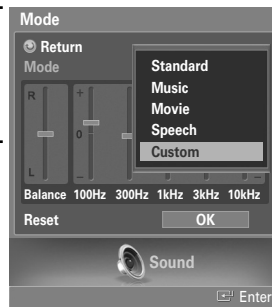 Mode
Return
Mode
Standard
Music
Movie
Speech
Custom
R
+
0
L
–
–
Balance 100Hz 300Hz 1kHz 3kHz 10kHz
Reset OK
Sound
Enter